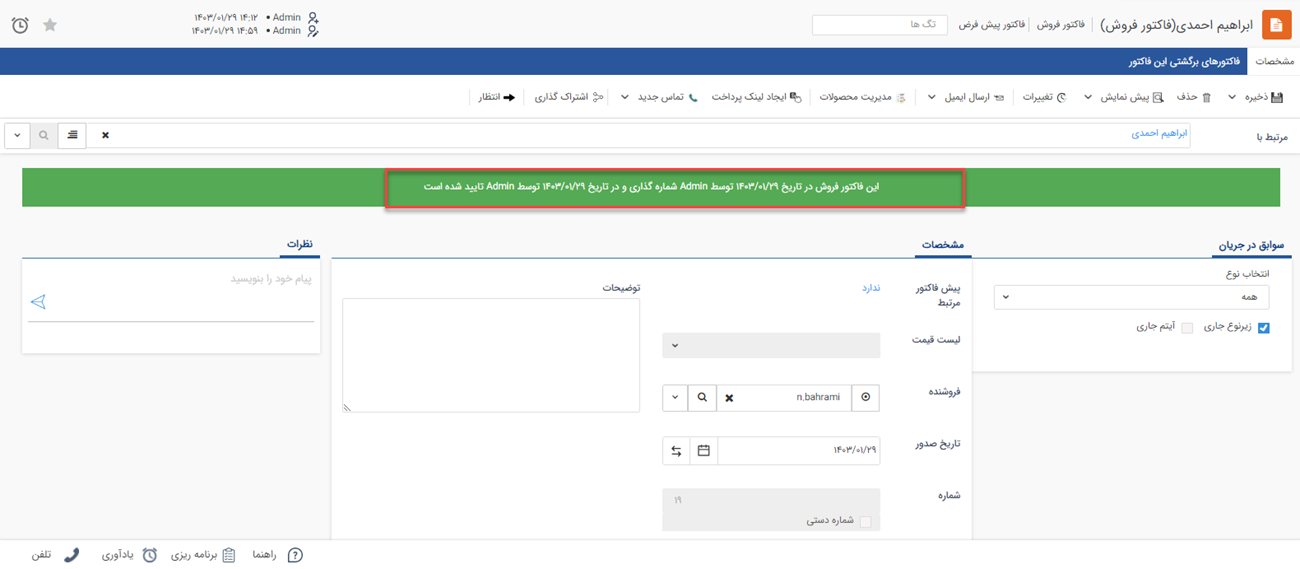 ابراهیم احمدی(فاکتور فروش) فاکتور فروش فاکتور پیش فرض تگ ها
Admin • ۱۴۰۳/۰۱/۲۹ ۱۴:۱۲
Admin • ۱۴۰۳/۰۱/۲۹ ۱۴:۵۹
مشخصات فاکتورهای برگشتی این فاکتور
ذخیره حذف پیش نمایش تغییرات ارسال ایمیل مدیریت محصولات ایجاد لینک پرداخت تماس جدید اشتراک گذاری انتظار
مرتبط با ابراهیم احمدی
این فاکتور فروش در تاریخ ۱۴۰۳/۰۱/۲۹ توسط Admin شماره گذاری و در تاریخ ۱۴۰۳/۰۱/۲۹ توسط Admin تایید شده است
سوابق در جریان
انتخاب نوع
همه
زیرنوع جاری آیتم جاری
مشخصات
پیش فاکتور مرتبط ندارد
لیست قیمت
فروشنده n.bahrami
تاریخ صدور ۱۴۰۳/۰۱/۲۹
شماره ۱۹
شماره دستی
توضیحات
نظرات
پیام خود را بنویسید
راهنما برنامه ریزی یادآوری تلفن